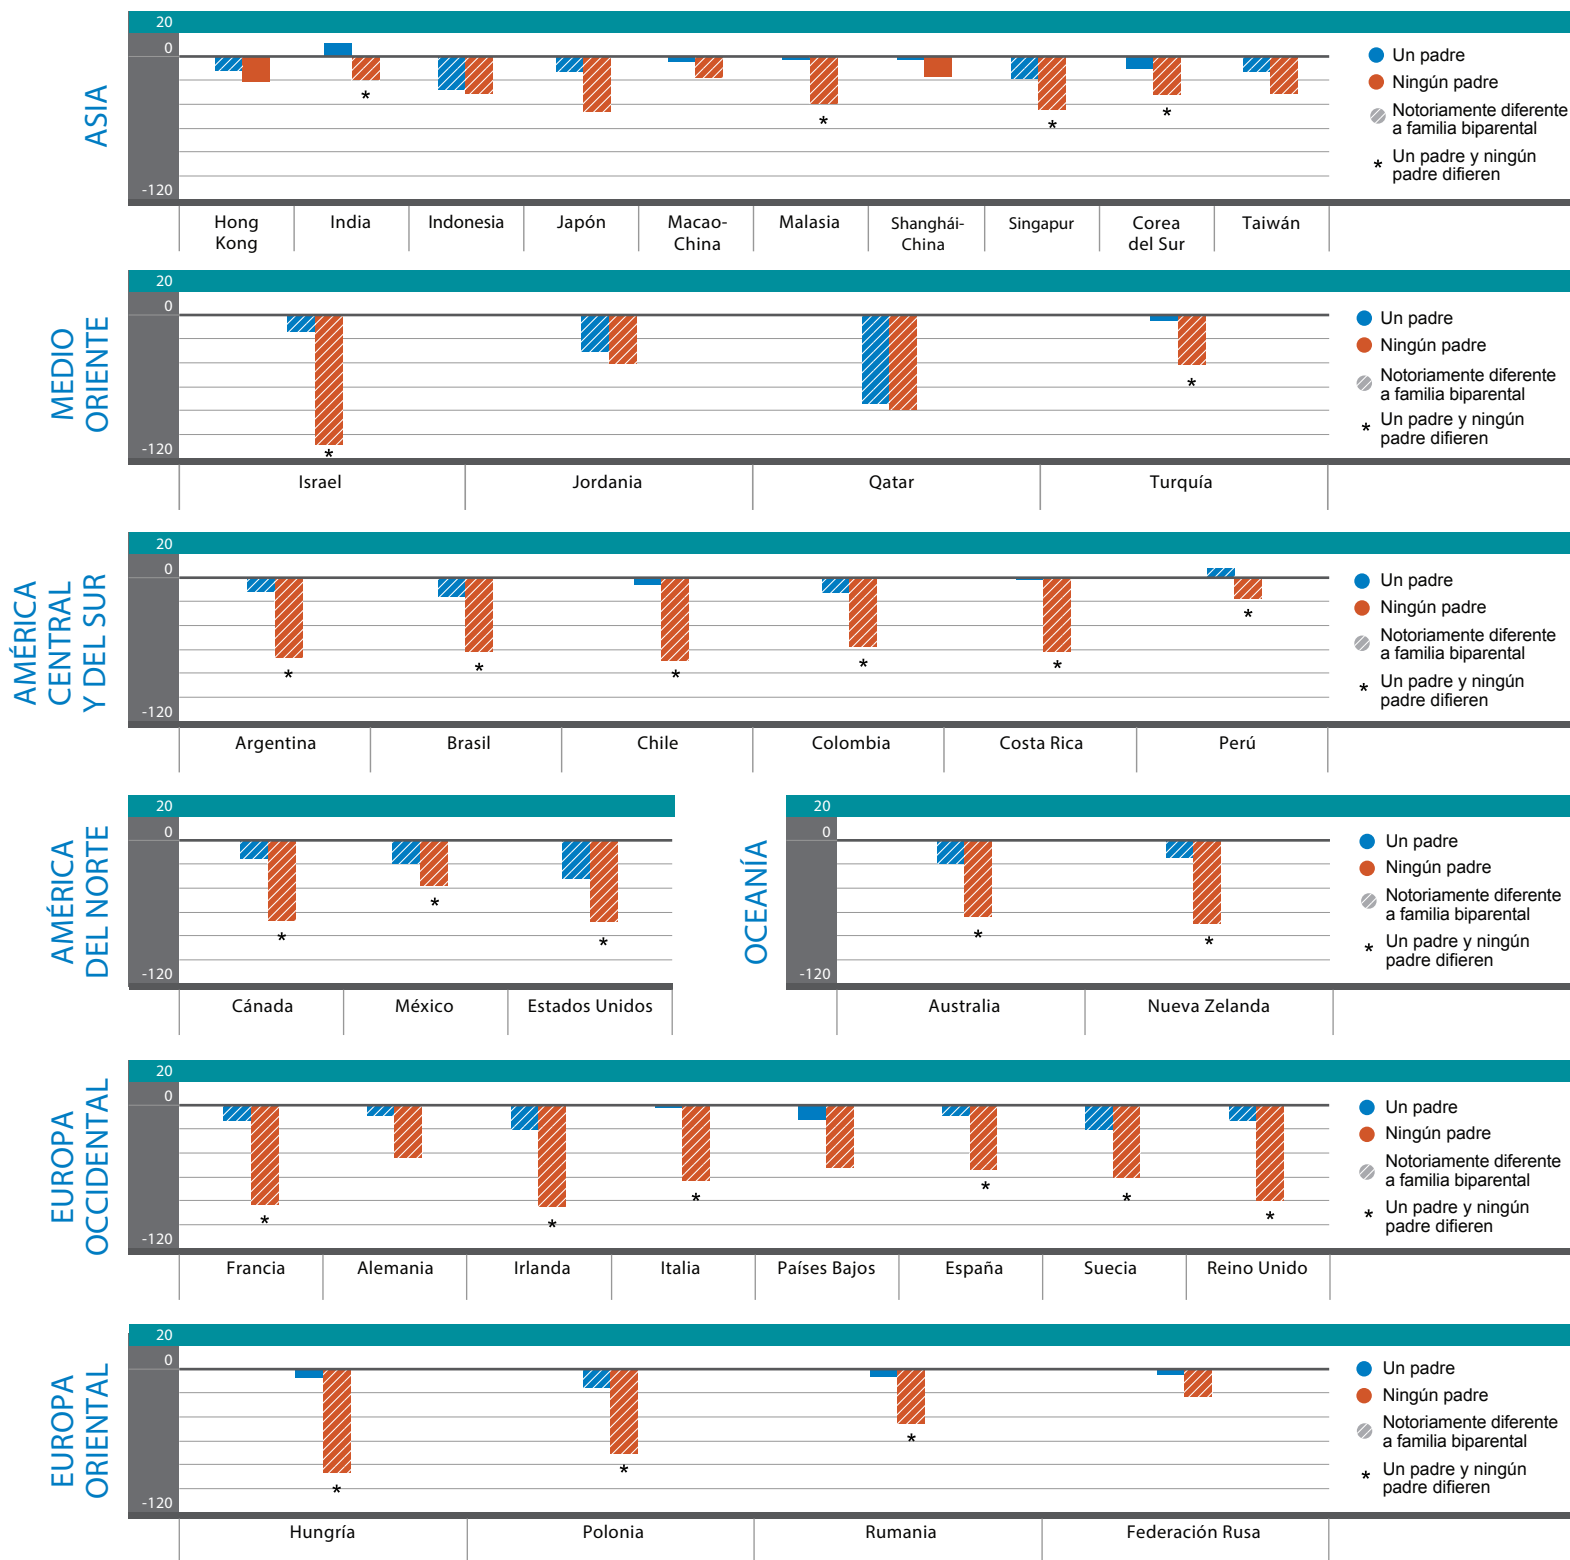 ASIA
20
0
-120
* * * *
Un padre
Ningún padre
Notoriamente diferente
a familia biparental
* Un padre y ningún
padre difieren
Hong
Kong
India
Indonesia
Japón
Macao-
China
Malasia
Shanghái-
China
Singapur
Corea
del Sur
Taiwán
MEDIO
ORIENTE
20
0
-120
* *
Un padre
Ningún padre
Notoriamente diferente
a familia biparental
* Un padre y ningún
padre difieren
Israel
Jordania
Qatar
Turquía
AMÉRICA
CENTRAL
Y DEL SUR
20
0
-120
* * * * * *
Un padre
Ningún padre
Notoriamente diferente
a familia biparental
* Un padre y ningún
padre difieren
Argentina
Brasil
Chile
Colombia
Costa Rica
Perú
AMÉRICA
DEL NORTE
20
0
-120
* * *
Cánada
México
Estados Unidos
OCEANÍA
20
0
-120
* *
Un padre
Ningún padre
Notoriamente diferente
a familia biparental
* Un padre y ningún
padre difieren
Australia
Nueva Zelanda
EUROPA
OCCIDENTAL
20
0
-120
* * * * * *
Un padre
Ningún padre
Notoriamente diferente
a familia biparental
* Un padre y ningún
padre difieren
Francia
Alemania
Irlanda
Italia
Países Bajos
España
Suecia
Reino Unido
EUROPA
ORIENTAL
20
0
-120
* * *
Un padre
Ningún padre
Notoriamente diferente
a familia biparental
* Un padre y ningún
padre difieren
Hungría
Polonia
Rumania
Federación Rusa